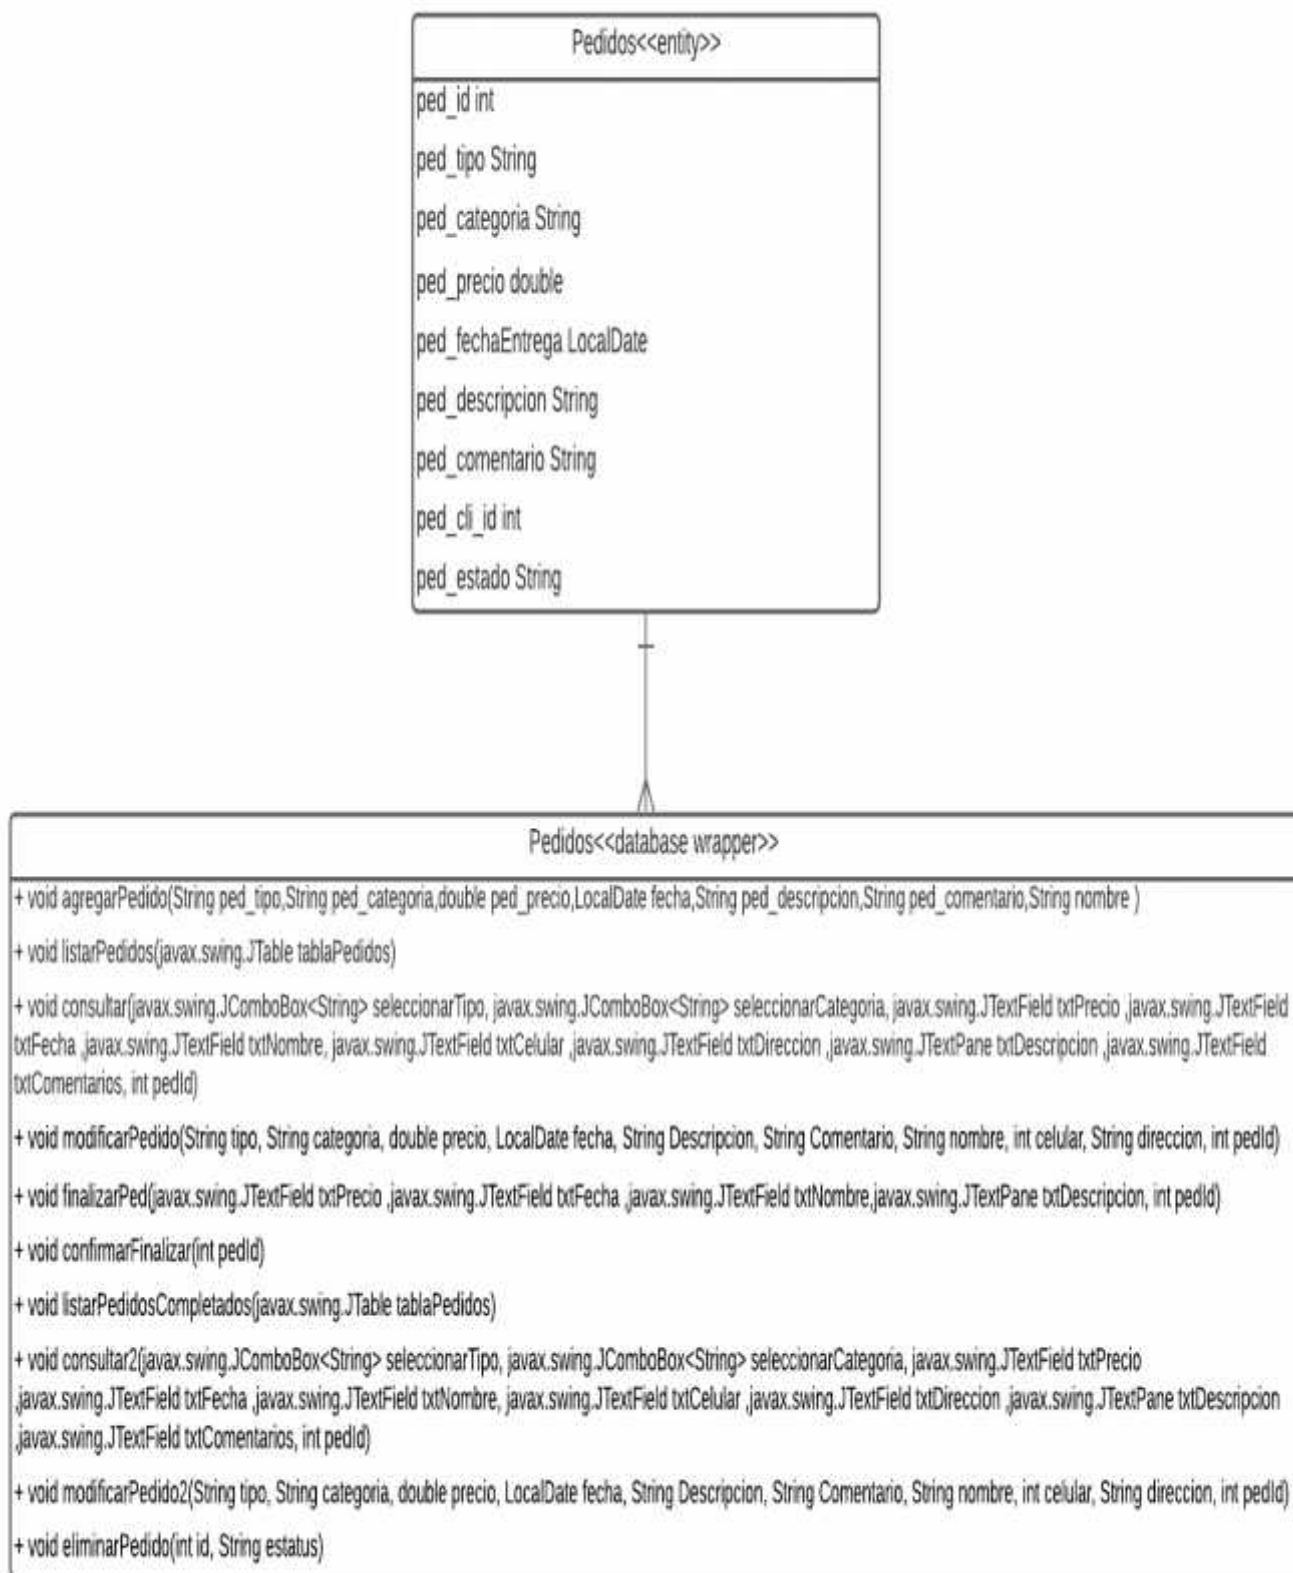 Pedidos<<entity>>
ped_id int
ped_tipo String
ped_categoria String
ped_precio double
ped_fechaEntrega LocalDate
ped_descripcion String
ped_comentario String
ped_cli_id int
ped_estado String
Pedidos<<database wrapper>>
+ void agregarPedido(String ped_tipo,String ped_categoria,double ped_precio,LocalDate fecha,String ped_descripcion,String ped_comentario,String nombre )
+ void listarPedidos(javax.swing.JTable tablaPedidos)
+ void consultar(javax.swing.JComboBox<String> seleccionarTipo, javax.swing.JComboBox<String> seleccionarCategoria, javax.swing.JTextField txtPrecio ,javax.swing.JTextField
txtFecha ,javax.swing.JTextField txtNombre, javax.swing.JTextField txtCelular ,javax.swing.JTextField txtDireccion ,javax.swing.JTextPane txtDescripcion ,javax.swing.JTextField
txtComentarios, int pedId)
+ void modificarPedido(String tipo, String categoria, double precio, LocalDate fecha, String Descripcion, String Comentario, String nombre, int celular, String direccion, int pedId)
+ void finalizarPed(javax.swing.JTextField txtPrecio ,javax.swing.JTextField txtFecha ,javax.swing.JTextField txtNombre,javax.swing.JTextPane txtDescripcion, int pedId)
+ void confirmarFinalizar(int pedId)
+ void listarPedidosCompletados(javax.swing.JTable tablaPedidos)
+ void consultar2(javax.swing.JComboBox<String> seleccionarTipo, javax.swing.JComboBox<String> seleccionarCategoria, javax.swing.JTextField txtPrecio
,javax.swing.JTextField txtFecha ,javax.swing.JTextField txtNombre, javax.swing.JTextField txtCelular ,javax.swing.JTextField txtDireccion ,javax.swing.JTextPane txtDescripcion
,javax.swing.JTextField txtComentarios, int pedId)
+ void modificarPedido2(String tipo, String categoria, double precio, LocalDate fecha, String Descripcion, String Comentario, String nombre, int celular, String direccion, int pedId)
+ void eliminarPedido(int id, String estatus)